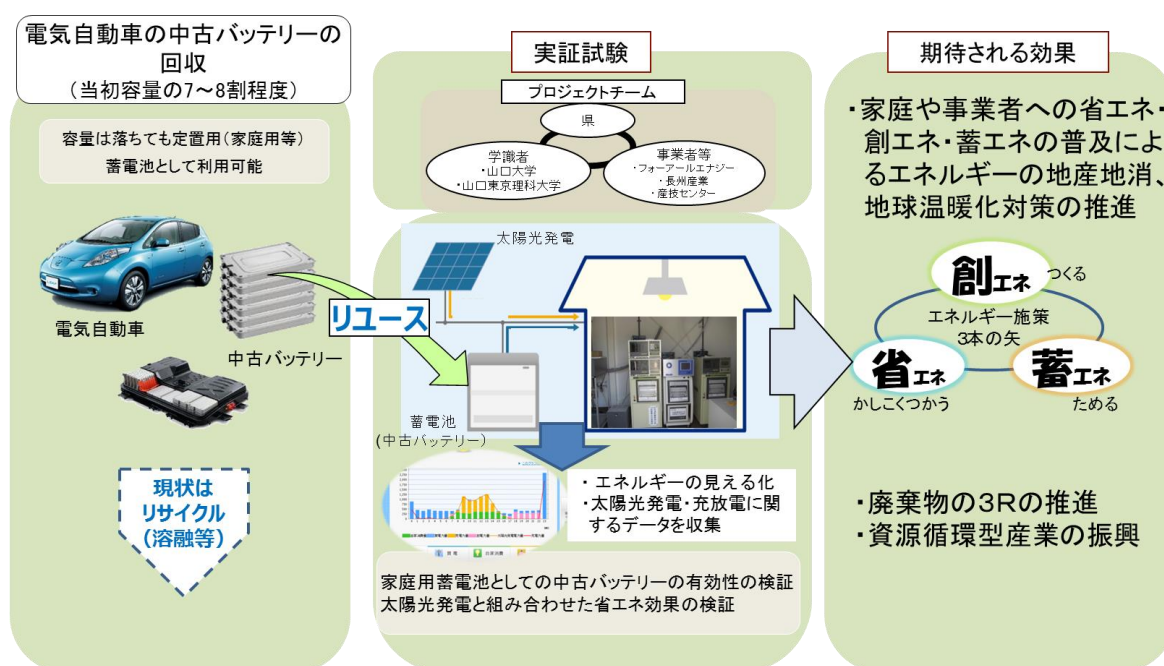 電気自動車の中古バッテリーの
回収
(当初容量の7～8割程度)
容量は落ちても定置用(家庭用等)
蓄電池として利用可能
電気自動車
中古バッテリー
現状は
リサイクル
(溶融等)
リユース
実証試験
プロジェクトチーム
県
学識者
・山口大学
・山口東京理科大学
事業者等
・フォーアールエナジー
・長州産業
・産技センター
太陽光発電
蓄電池
(中古バッテリー)
・エネルギーの見える化
・太陽光発電・充放電に関
するデータを収集
家庭用蓄電池としての中古バッテリーの有効性の検証
太陽光発電と組み合わせた省エネ効果の検証
期待される効果
・家庭や事業者への省エネ・
創エネ・蓄エネの普及によ
るエネルギーの地産地消、
地球温暖化対策の推進
創エネ つくる
エネルギー施策
3本の矢
省エネ
かしこくつかう
蓄エネ
ためる
・廃棄物の3Rの推進
・資源循環型産業の振興